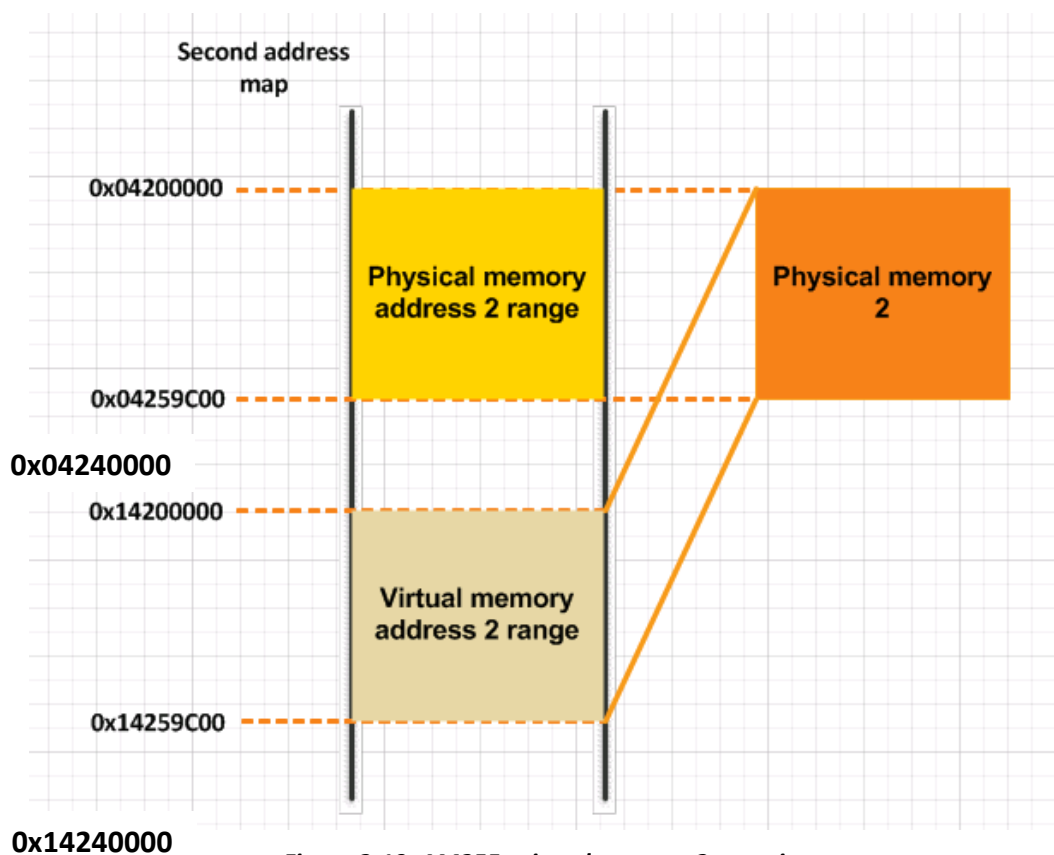 Second address
map
0x04200000
Physical memory
address 2 range
Physical memory
2
0x04259C00
0x04240000
0x14200000
Virtual memory
address 2 range
0x14259C00
0x14240000